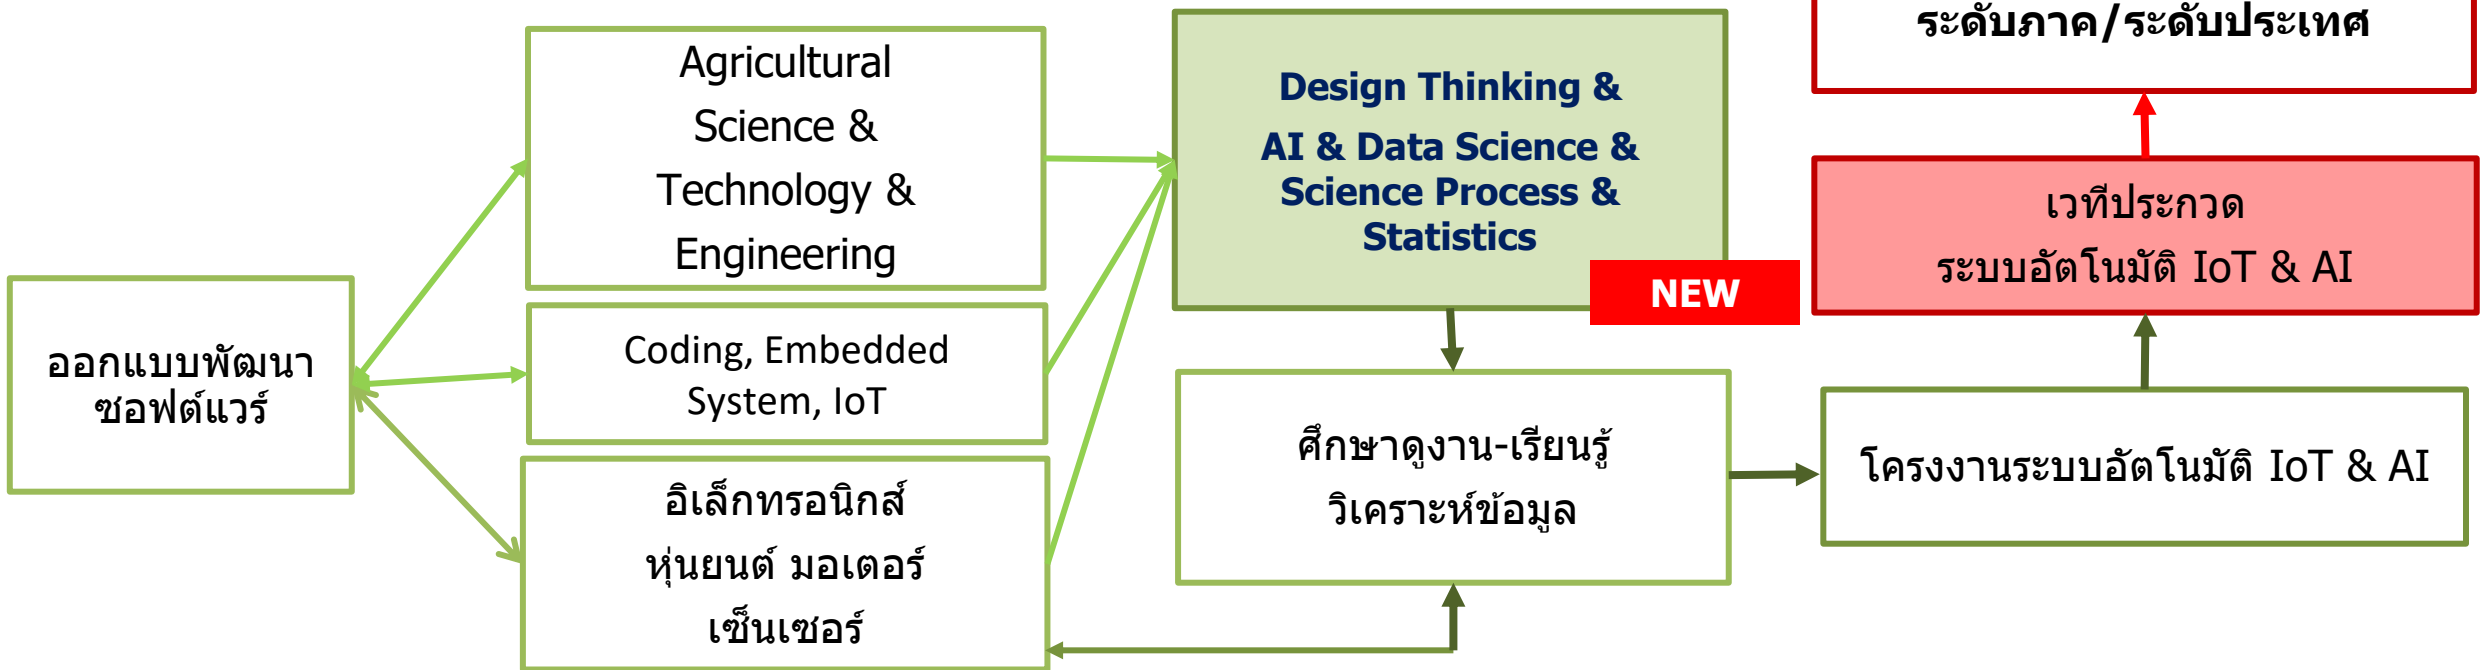 ออกแบบพัฒนา
ซอฟต์แวร์
Agricultural
Science &
Technology &
Engineering
Coding, Embedded
System, IoT
อิเล็กทรอนิกส์
หุ่นยนต์ มอเตอร์
เซ็นเซอร์
Design Thinking &
AI & Data Science &
Science Process &
Statistics
NEW
ศึกษาดูงาน-เรียนรู้
วิเคราะห์ข้อมูล
ระดับภาค/ระดับประเทศ
เวทีประกวด
ระบบอัตโนมัติ IoT & AI
โครงงานระบบอัตโนมัติ IoT & AI